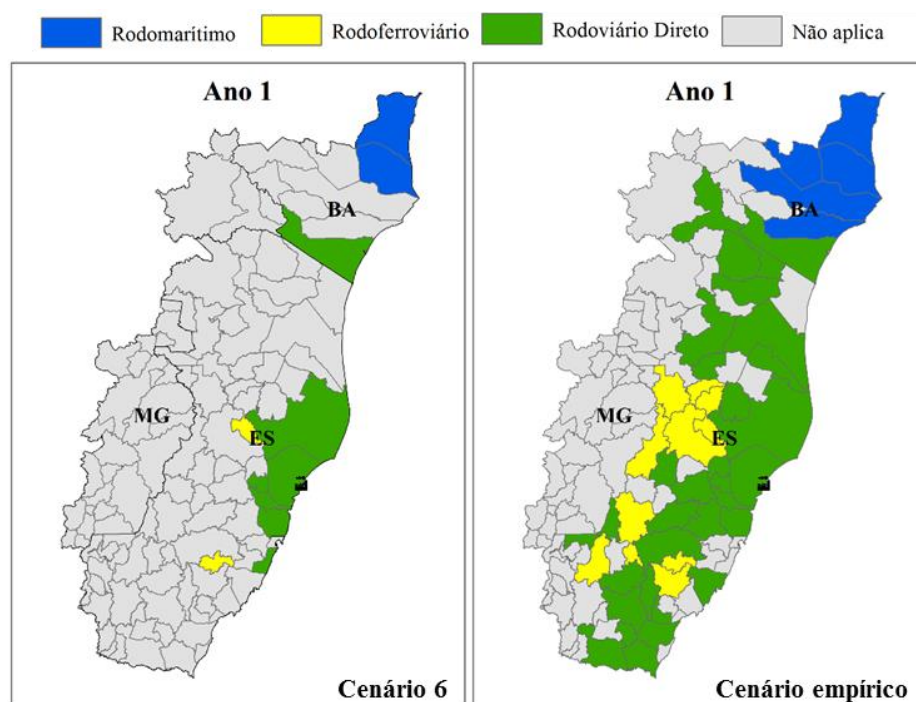 Rodomarítimo Rodoferroviário Rodoviário Direto Não aplica
Ano 1
BA
MG
ES
Cenário 6
Ano 1
BA
MG
ES
Cenário empírico